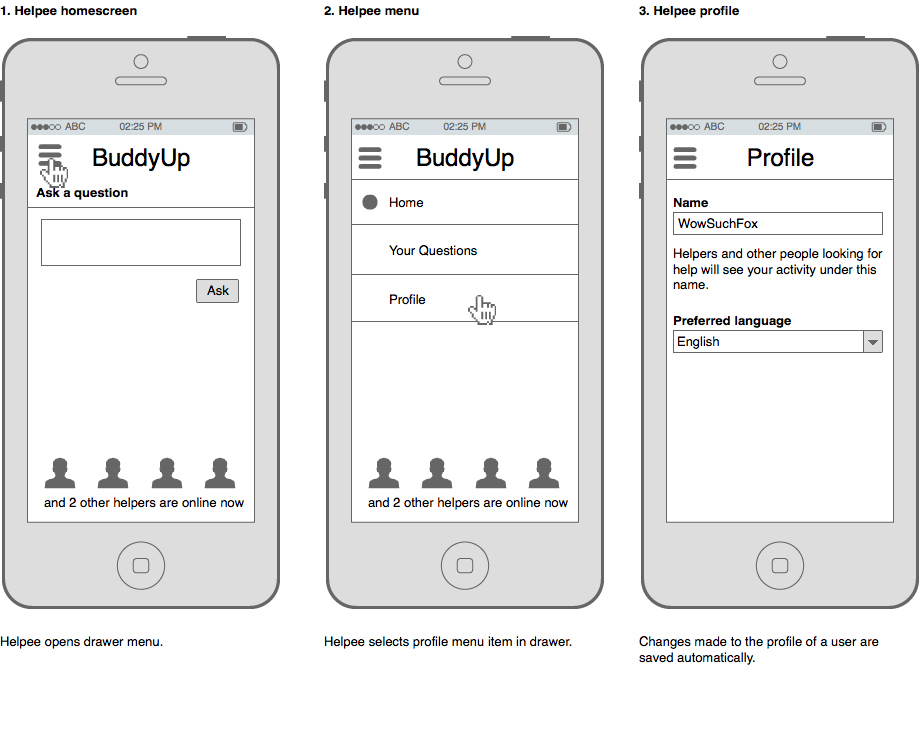 1. Helpee homescreen
ABC 02:25 PM
BuddyUp
Ask a question
Ask
and 2 other helpers are online now
Helpee opens drawer menu.
2. Helpee menu
ABC 02:25 PM
BuddyUp
Home
Your Questions
Profile
and 2 other helpers are online now
Helpee selects profile menu item in drawer.
3. Helpee profile
ABC 02:25 PM
Profile
Name
WowSuchFox
Helpers and other people looking for
help will see your activity under this
name.
Preferred language
English
Changes made to the profile of a user are
saved automatically.